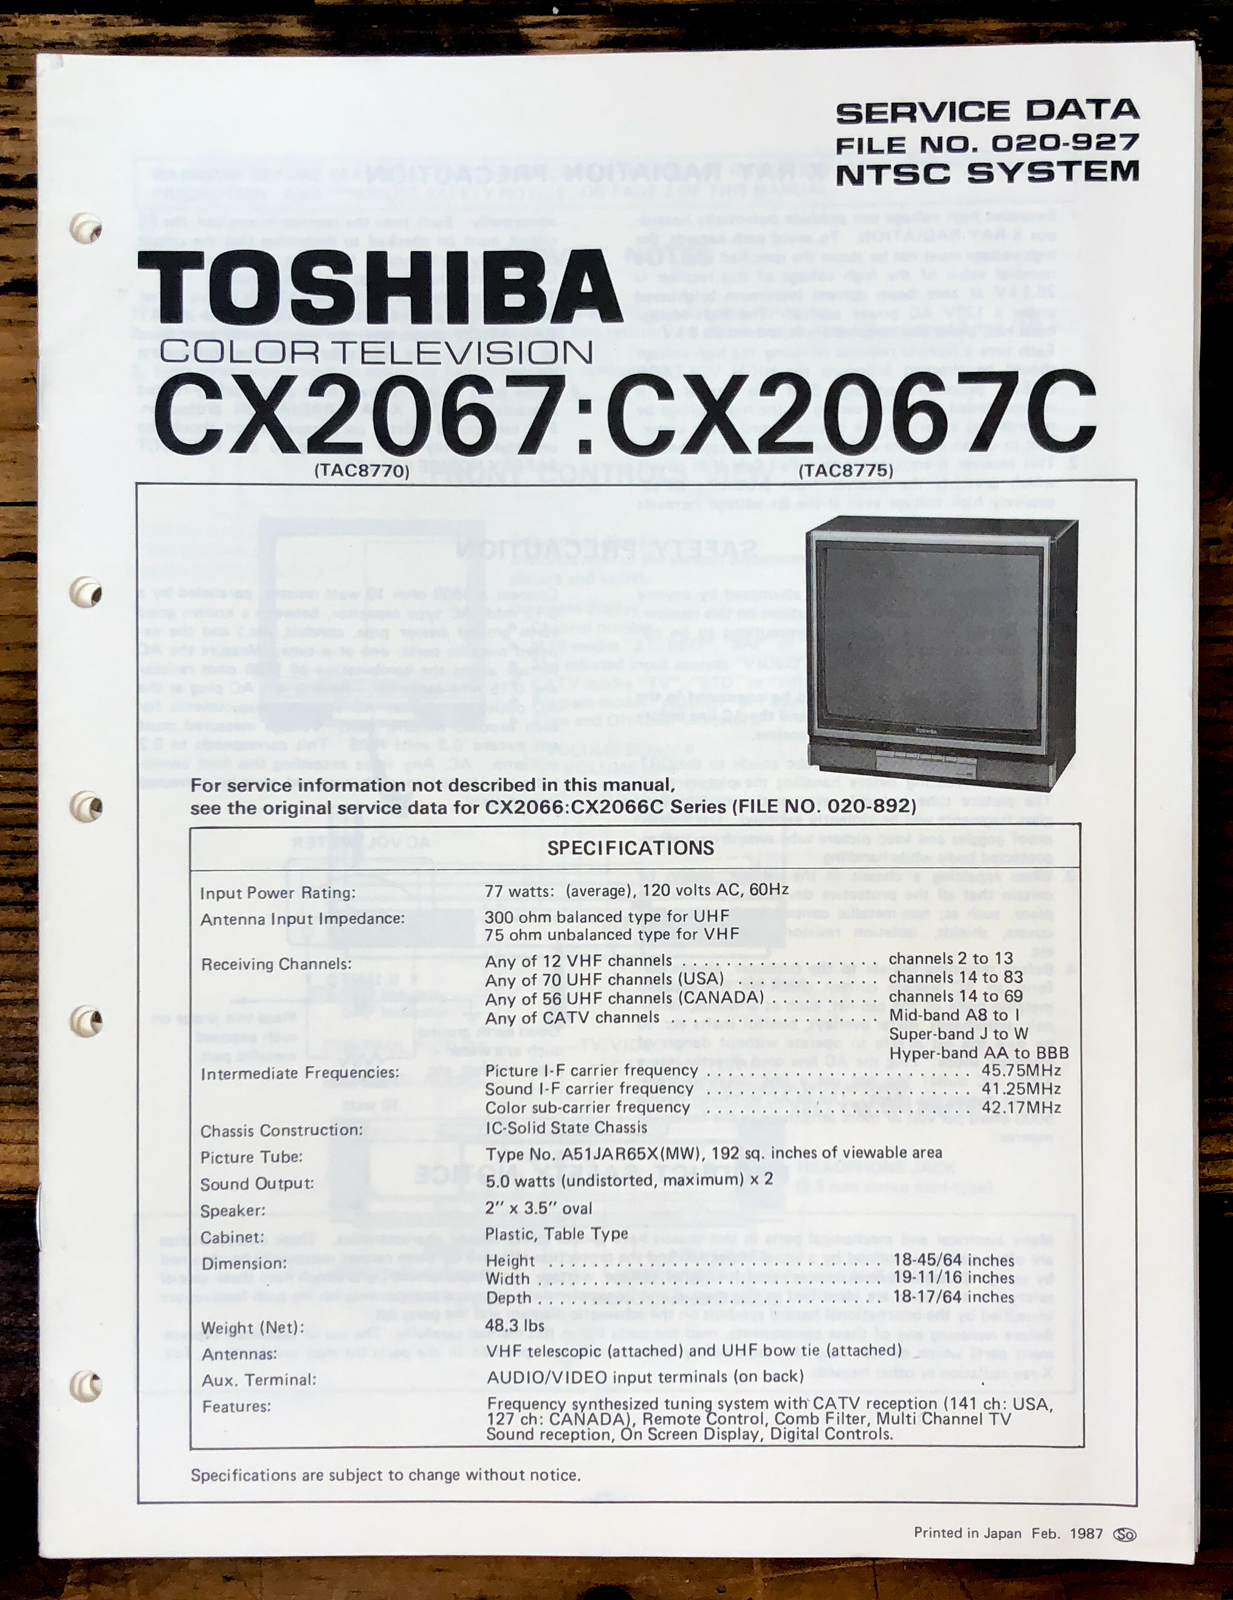 SERVICE DATA
FILE NO. 020-927
NTSC SYSTEM
TOSHIBA
COLOR TELEVISION
CX2067:CX2067C
(TAC8770) (TAC8775)
TOSHIBA
For service information not described in this manual,
see the original service data for CX2066:CX2066C Series (FILE NO. 020-892)
SPECIFICATIONS
Input Power Rating: 77 watts: (average), 120 volts AC, 60Hz
Antenna Input Impedance: 300 ohm balanced type for UHF
75 ohm unbalanced type for VHF
Receiving Channels: Any of 12 VHF channels . . . . . . . . . . . . . . . . . . channels 2 to 13
Any of 70 UHF channels (USA) . . . . . . . . . . . . . channels 14 to 83
Any of 56 UHF channels (CANADA) . . . . . . . . . . channels 14 to 69
Any of CATV channels . . . . . . . . . . . . . . . . . . . Mid-band A8 to I
Super-band J to W
Hyper-band AA to BBB
Intermediate Frequencies: Picture I-F carrier frequency . . . . . . . . . . . . . . . . . . . . . . . . 45.75MHz
Sound I-F carrier frequency . . . . . . . . . . . . . . . . . . . . . . . . . 41.25MHz
Color sub-carrier frequency . . . . . . . . . . . . . . . . . . . . . . . . 42.17MHz
Chassis Construction: IC-Solid State Chassis
Picture Tube: Type No. A51JAR65X(MW), 192 sq. inches of viewable area
Sound Output: 5.0 watts (undistorted, maximum) x 2
Speaker: 2″ x 3.5″ oval
Cabinet: Plastic, Table Type
Dimension: Height . . . . . . . . . . . . . . . . . . . . . . . . . . . . . . 18-45/64 inches
Width . . . . . . . . . . . . . . . . . . . . . . . . . . . . . . . . 19-11/16 inches
Depth . . . . . . . . . . . . . . . . . . . . . . . . . . . . . . . 18-17/64 inches
Weight (Net): 48.3 lbs
Antennas: VHF telescopic (attached) and UHF bow tie (attached)
Aux. Terminal: AUDIO/VIDEO input terminals (on back)
Features: Frequency synthesized tuning system with CATV reception (141 ch: USA,
127 ch: CANADA), Remote Control, Comb Filter, Multi Channel TV
Sound reception, On Screen Display, Digital Controls.
Specifications are subject to change without notice.
Printed in Japan Feb. 1987 So